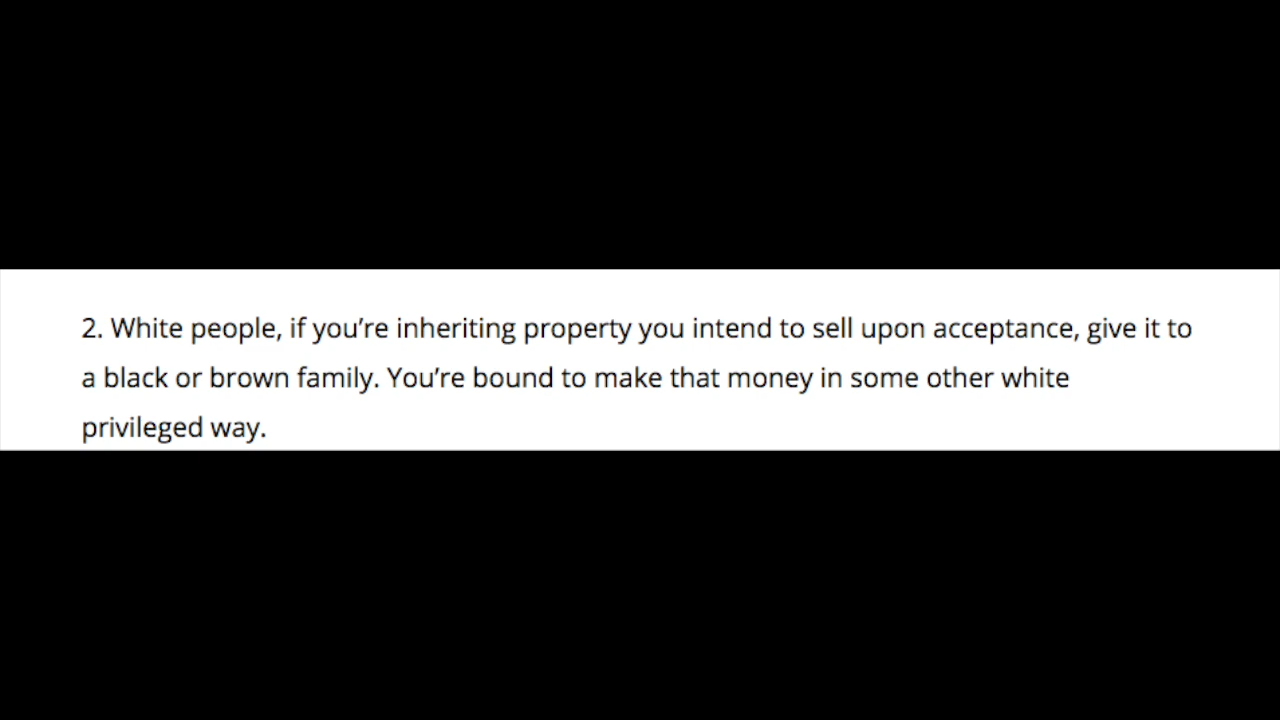 2. White people, if you’re inheriting property you intend to sell upon acceptance, give it to
a black or brown family. You’re bound to make that money in some other white
privileged way.